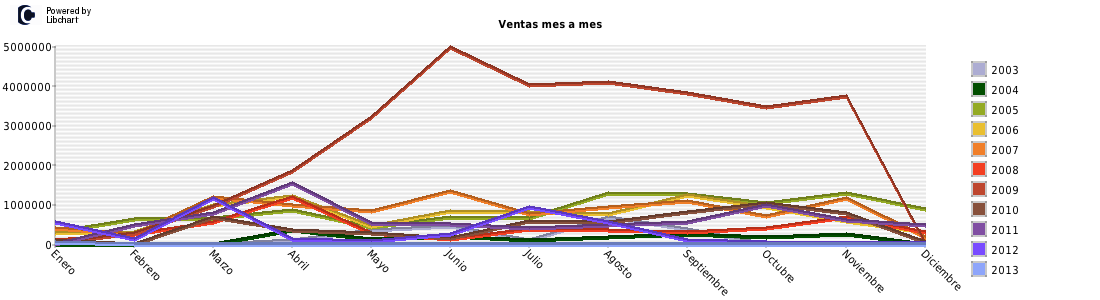 Powered by
Libchart
Ventas mes a mes
5000000
4000000
3000000
2000000
1000000
0
Enero
Febrero
Marzo
Abril
Mayo
Junio
Julio
Agosto
Septiembre
Octubre
Noviembre
Diciembre
2003
2004
2005
2006
2007
2008
2009
2010
2011
2012
2013